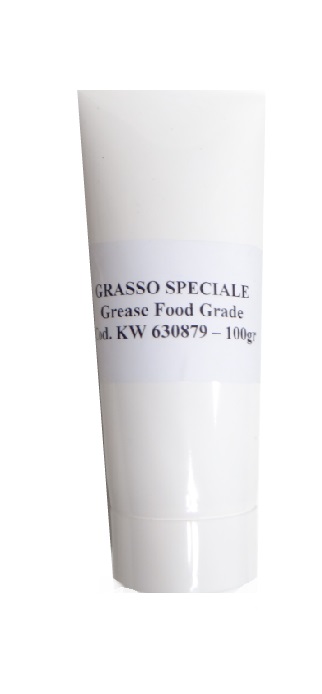 GRASSO SPECIALE
Grease Food Grade
od. KW 630879 – 100gr